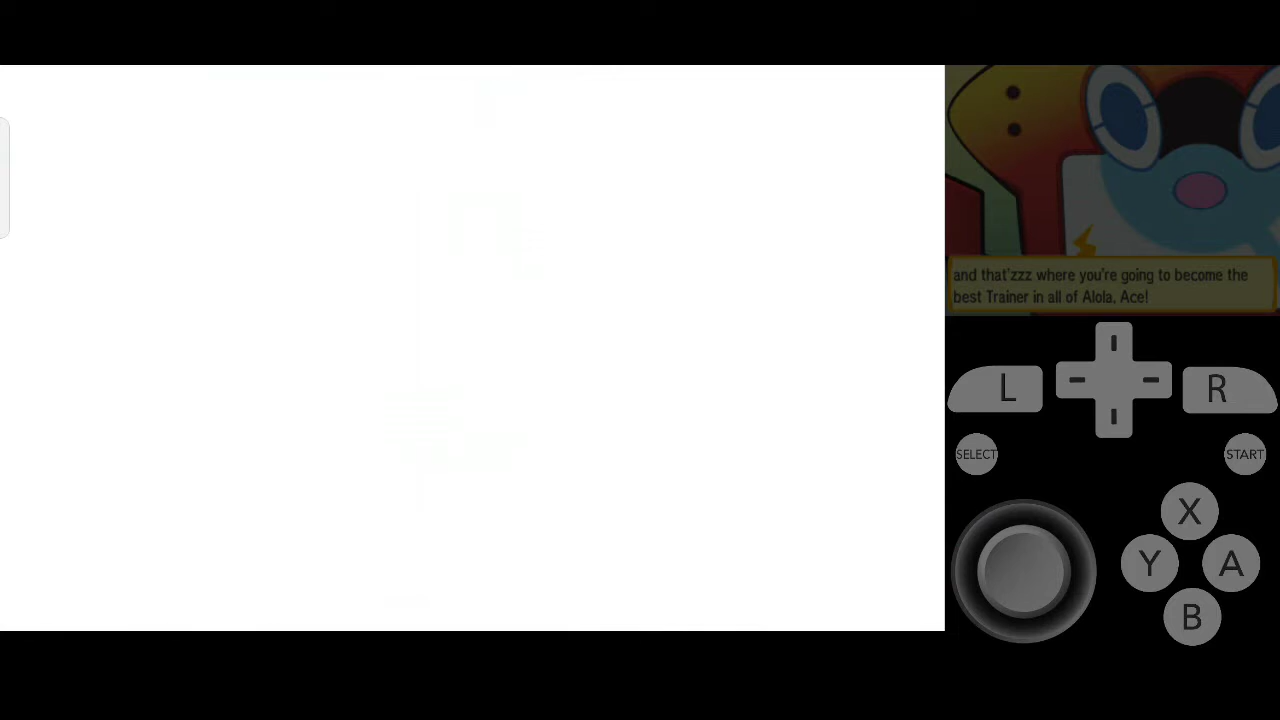 and that'zzz where you're going to become the
best Trainer in all of Alola, Ace!
L
R
SELECT
START
X
Y
A
B